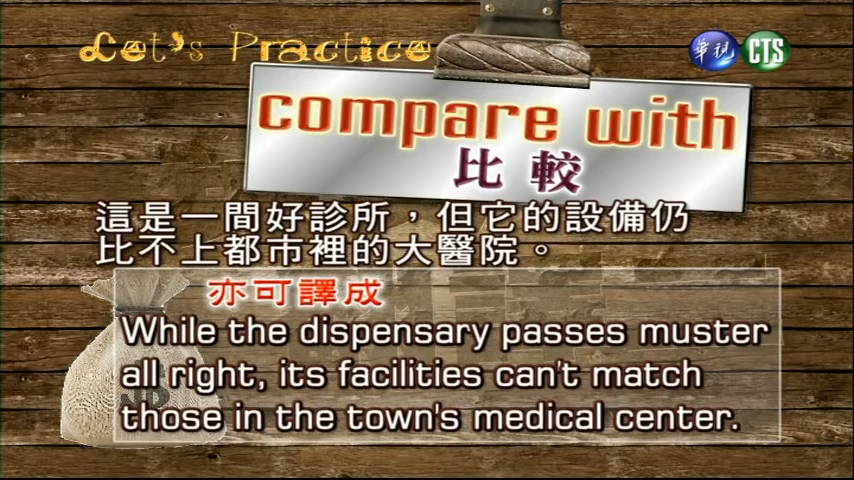 Let's Practice
華視 CTS
compare with
比較
這是一間好診所，但它的設備仍
比不上都市裡的大醫院。
亦可譯成
While the dispensary passes muster
all right, its facilities can't match
those in the town's medical center.